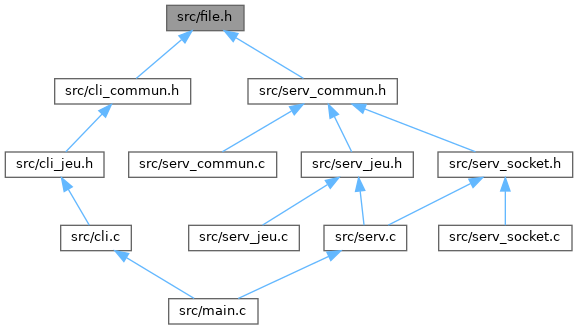 src/file.h
src/cli_commun.h
src/serv_commun.h
src/cli_jeu.h
src/serv_commun.c
src/serv_jeu.h
src/serv_socket.h
src/cli.c
src/serv_jeu.c
src/serv.c
src/serv_socket.c
src/main.c